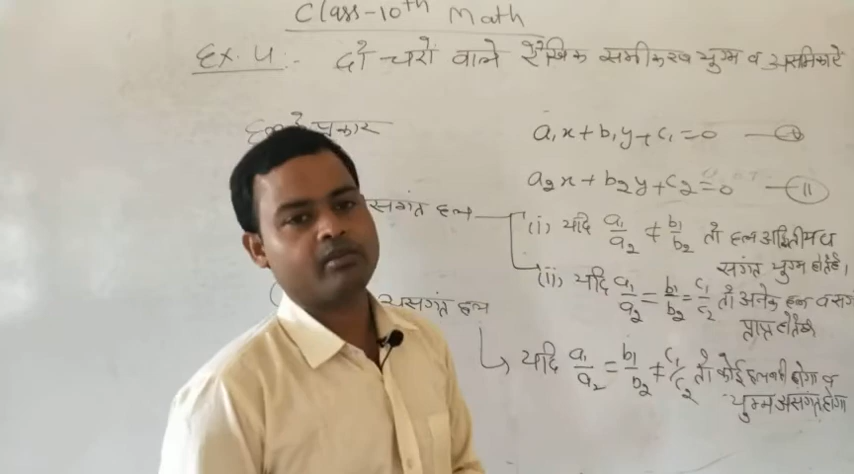 Class-10th Math
Ex. 4:- दो चरों वाले रैखिक समीकरण युग्म व असमिकाएँ
हल के प्रकार
a₁x + b₁y + c₁ = 0 —(I)
a₂x + b₂y + c₂ = 0 —(II)
संगत हल
(i) यदि a₁/a₂ ≠ b₁/b₂ तो हल अद्वितीय व
संगत युग्म होते है।
(ii) यदि a₁/a₂ = b₁/b₂ = c₁/c₂ तो अनेक हल व संगत
प्राप्त होते है।
असंगत हल
यदि a₁/a₂ = b₁/b₂ ≠ c₁/c₂ तो कोई हल नही होगा व
युग्म असंगत होगा